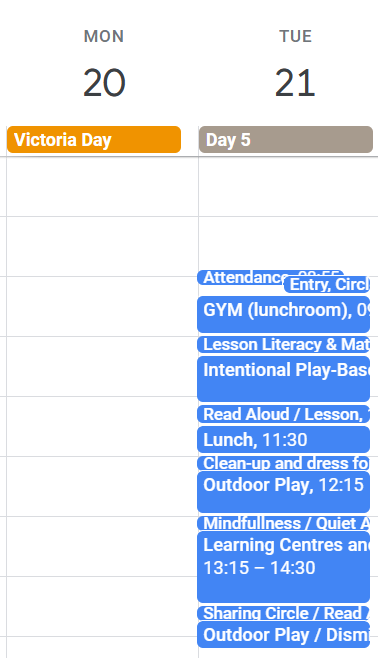 MON
TUE
20
21
Victoria Day
Day 5
Attendance,
Entry, Circl
GYM (lunchroom), 09
Lesson Literacy & Mat
Intentional Play-Base
Read Aloud / Lesson,
Lunch, 11:30
Clean-up and dress fo
Outdoor Play, 12:15
Mindfullness / Quiet A
Learning Centres and
13:15 – 14:30
Sharing Circle / Read A
Outdoor Play / Dismi